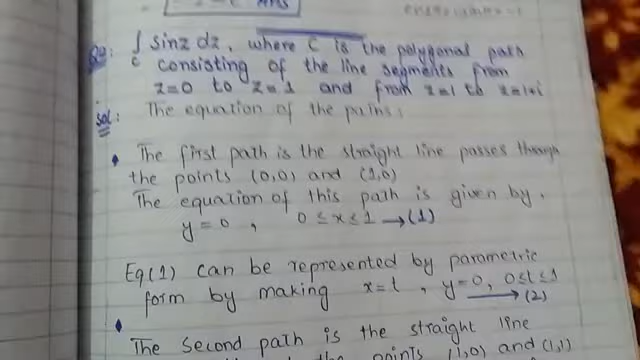 Ans
Q: ∫ sinz dz, where C is the polygonal path
C consisting of the line segments from
z=0 to z=1 and from z=1 to z=1+i
Sol: The equation of the pains:
The first path is the straight line passes through
the points (0,0) and (1,0)
The equation of this path is given by,
y=0, 0≤x≤1 →(1)
Eq(1) can be represented by parametric
form by making x=t, y=0, 0≤t≤1
→(2)
The second path is the straight line
points (1,0) and (1,1)